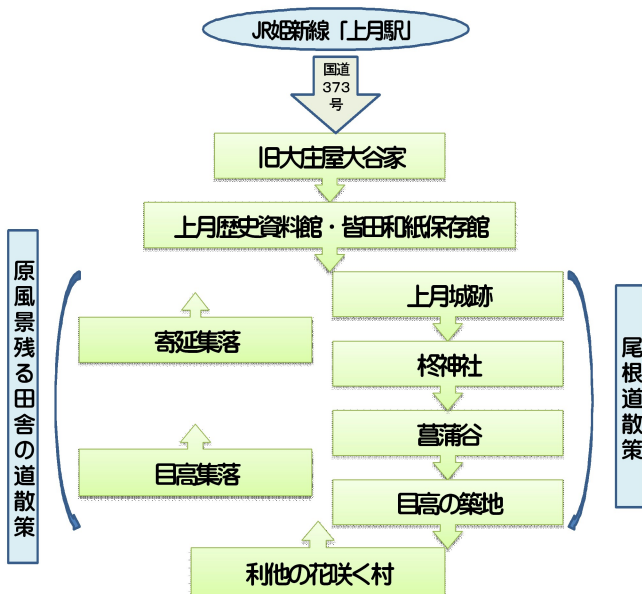 JR姫新線「上月駅」
国道
373
号
旧大庄屋大谷家
上月歴史資料館・皆田和紙保存館
原風景残る田舎の道散策
上月城跡
寄延集落
柊神社
尾根道散策
菖蒲谷
目高集落
目高の築地
利他の花咲く村